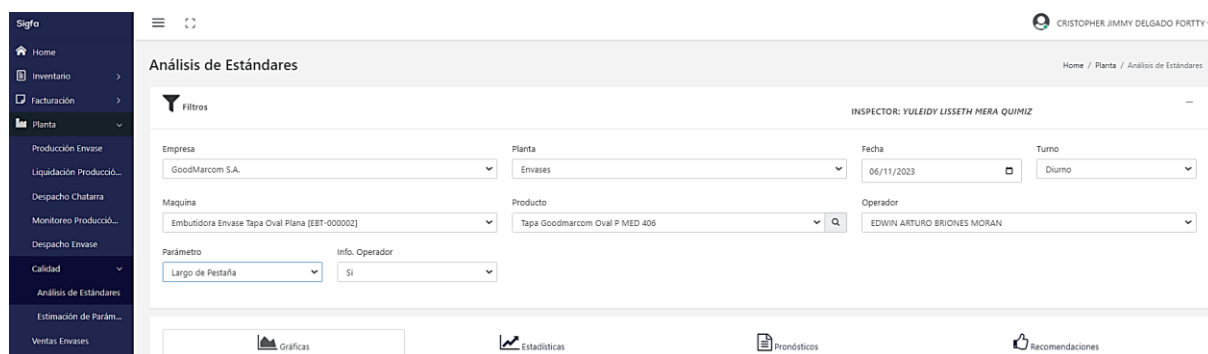 Sigfa
CRISTOPHER JIMMY DELGADO FORTTY
Home
Inventario
Facturación
Planta
Producción Envase
Liquidación Producció...
Despacho Chatarra
Monitoreo Producció...
Despacho Envase
Calidad
Análisis de Estándares
Estimación de Parám...
Ventas Envases
Análisis de Estándares
Home / Planta / Análisis de Estándares
Filtros
INSPECTOR: YULEIDY LISSETH MERA QUIMIZ
Empresa Planta Fecha Turno
GoodMarcom S.A. Envases 06/11/2023 Diurno
Maquina Producto Operador
Embutidora Envase Tapa Oval Plana [EBT-000002] Tapa Goodmarcom Oval P MED 406 EDWIN ARTURO BRIONES MORAN
Parámetro Info. Operador
Largo de Pestaña Si
Gráficas Estadísticas Pronósticos Recomendaciones